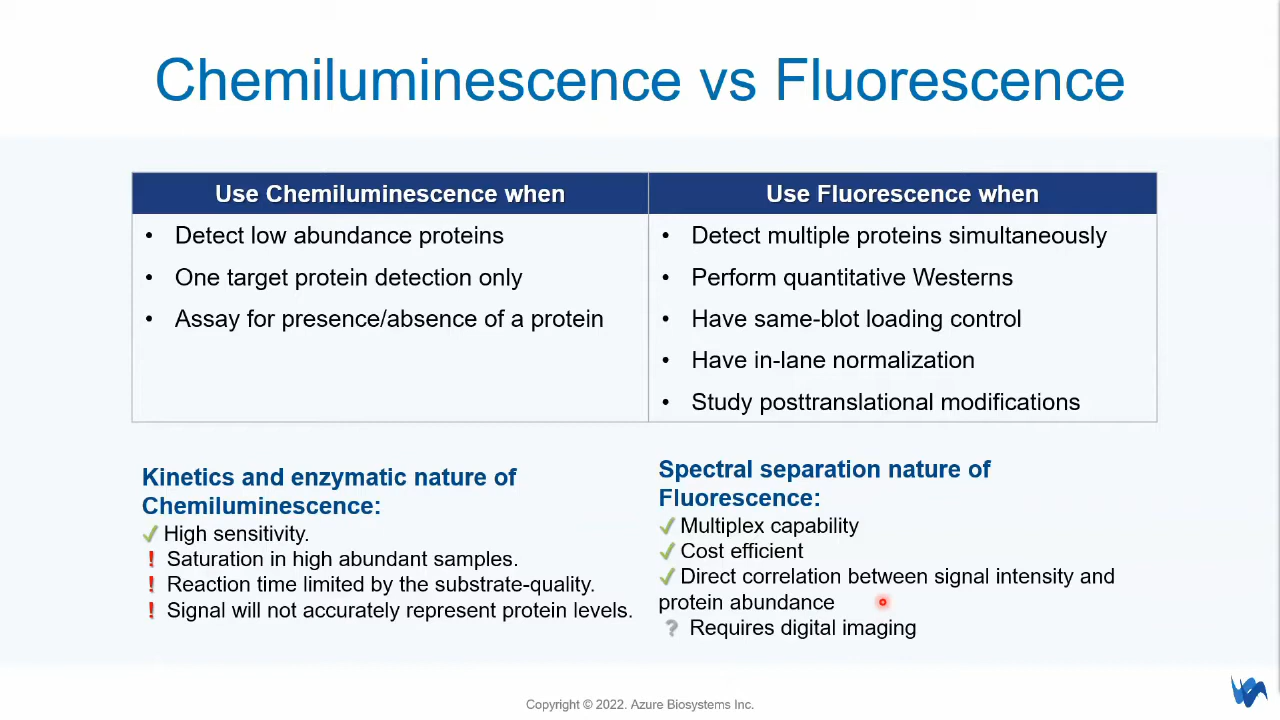 Chemiluminescence vs Fluorescence
Use Chemiluminescence when
• Detect low abundance proteins
• One target protein detection only
• Assay for presence/absence of a protein
Use Fluorescence when
• Detect multiple proteins simultaneously
• Perform quantitative Westerns
• Have same-blot loading control
• Have in-lane normalization
• Study posttranslational modifications
Kinetics and enzymatic nature of
Chemiluminescence:
✓ High sensitivity.
! Saturation in high abundant samples.
! Reaction time limited by the substrate-quality.
! Signal will not accurately represent protein levels.
Spectral separation nature of
Fluorescence:
✓ Multiplex capability
✓ Cost efficient
✓ Direct correlation between signal intensity and
protein abundance
? Requires digital imaging
Copyright © 2022. Azure Biosystems Inc.